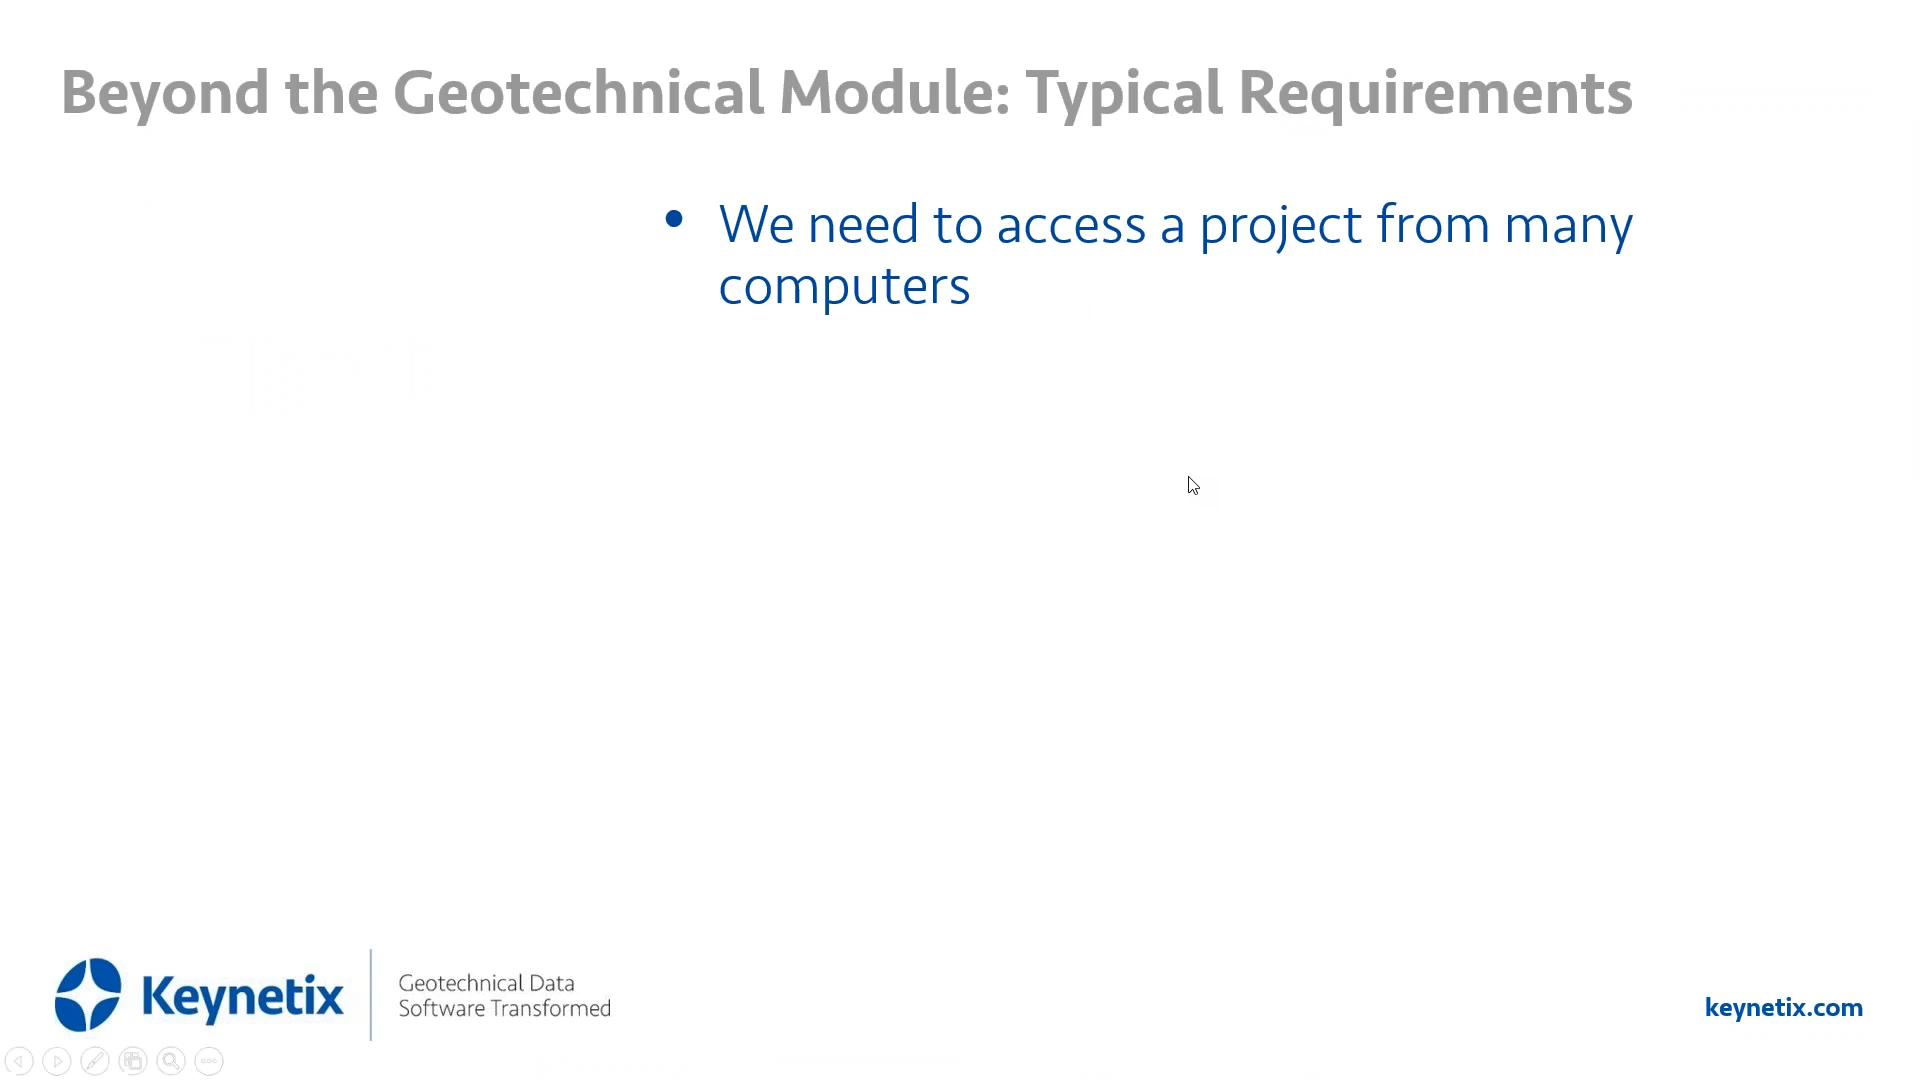 Beyond the Geotechnical Module: Typical Requirements
• We need to access a project from many
computers
Keynetix
Geotechnical Data
Software Transformed
keynetix.com